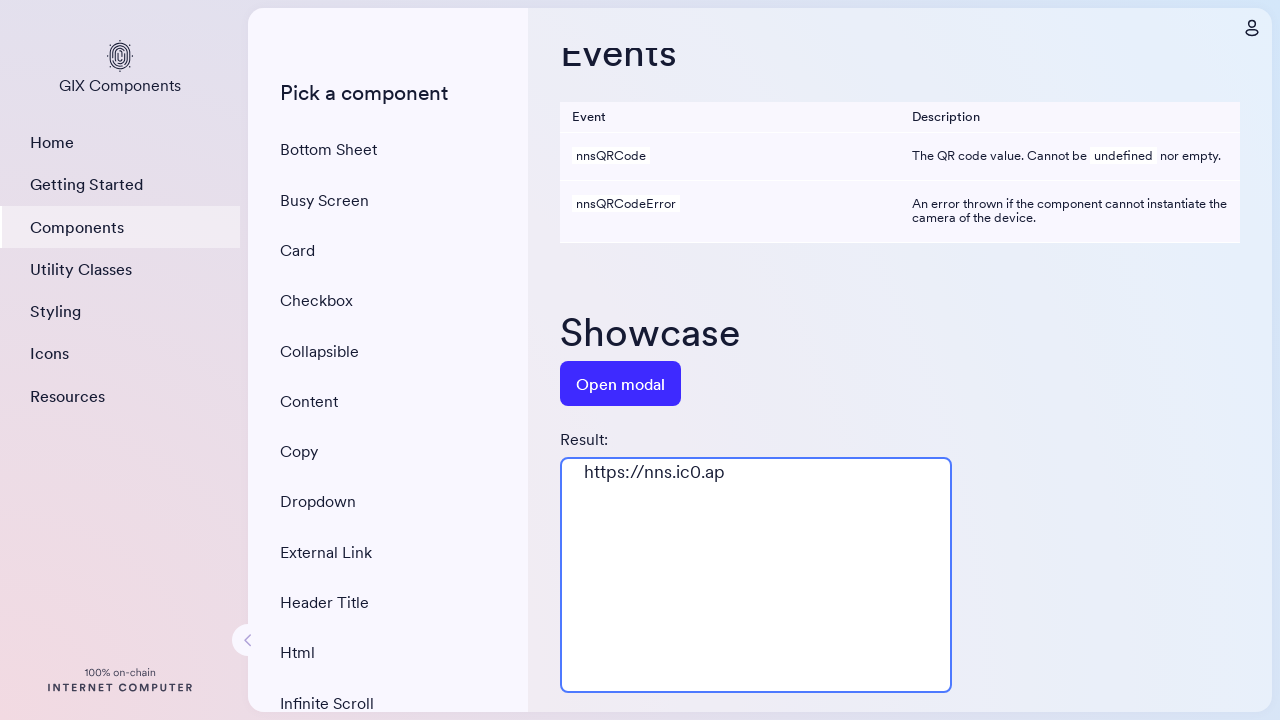 GIX Components
Home
Getting Started
Components
Utility Classes
Styling
Icons
Resources
100% on-chain
INTERNET COMPUTER
Pick a component
Bottom Sheet
Busy Screen
Card
Checkbox
Collapsible
Content
Copy
Dropdown
External Link
Header Title
Html
Infinite Scroll
Events
Event Description
nnsQRCode The QR code value. Cannot be undefined nor empty.
nnsQRCodeError An error thrown if the component cannot instantiate the
camera of the device.
Showcase
Open modal
Result:
https://nns.ic0.ap